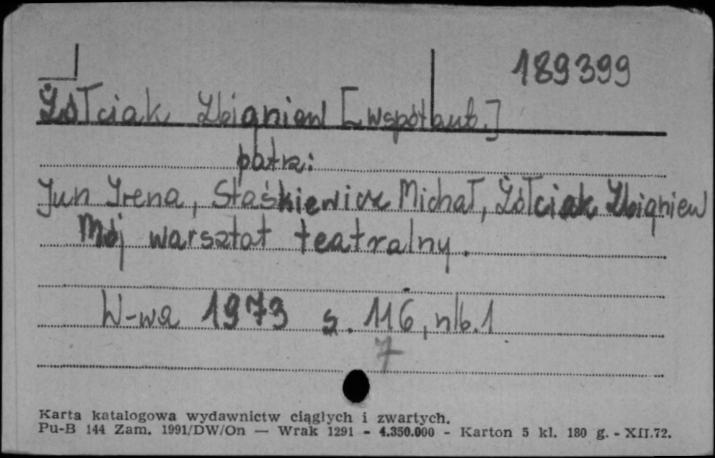 189399
Żółciak Zbigniew [współaut.]
patrz:
Jun Irena, Staśkiewicz Michał, Żółciak Zbigniew
Mój warsztat teatralny.
W-wa 1973 s. 116, nlb. 1
7
Karta katalogowa wydawnictw ciągłych i zwartych.
Pu-B 144 Zam. 1991/DW/On — Wrak 1291 - 4.350.000 - Karton 5 kl. 180 g. - XII.72.